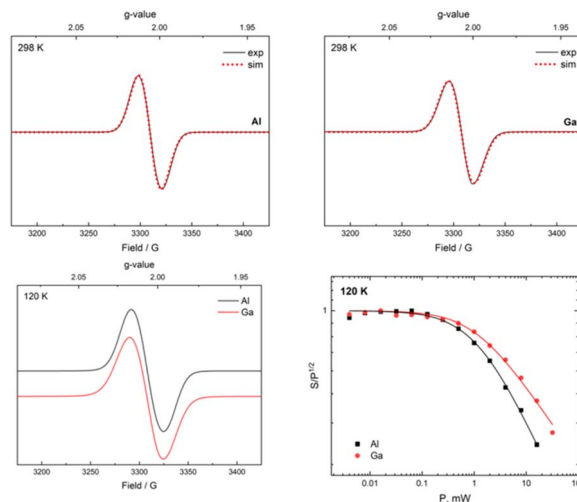 g-value
2.05 2.00 1.95
298 K
exp
sim
Al
3200 3250 3300 3350 3400
Field / G
g-value
2.05 2.00 1.95
298 K
exp
sim
Ga
3200 3250 3300 3350 3400
Field / G
g-value
2.05 2.00 1.95
120 K
Al
Ga
3200 3250 3300 3350 3400
Field / G
120 K
1
S/P1/2
Al
Ga
0.01 0.1 1 10 100
P, mW